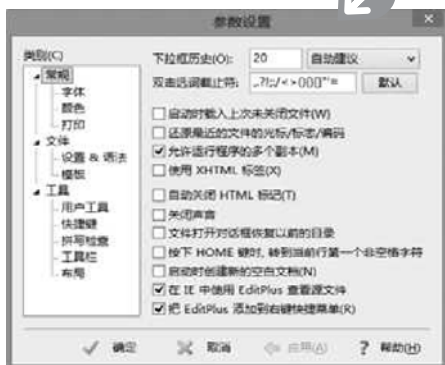 参数设置
类别(C)
常规
字体
颜色
打印
文件
设置 & 语法
模板
工具
用户工具
快捷键
拼写检查
工具栏
布局
下拉框历史(O): 20 自动建议
双击选词截止符: 默认
启动时载入上次未关闭文件(W)
还原最近的文件的光标/标志/编码
允许运行程序的多个副本(M)
使用 XHTML 标签(X)
自动关闭 HTML 标记(T)
关闭声音
文件打开对话框恢复以前的目录
按下 HOME 键时, 转到当前行第一个非空格字符
启动时创建新的空白文档(N)
在 IE 中使用 EditPlus 查看源文件
把 EditPlus 添加到右键快捷菜单(R)
确定 取消 应用(A) 帮助(H)